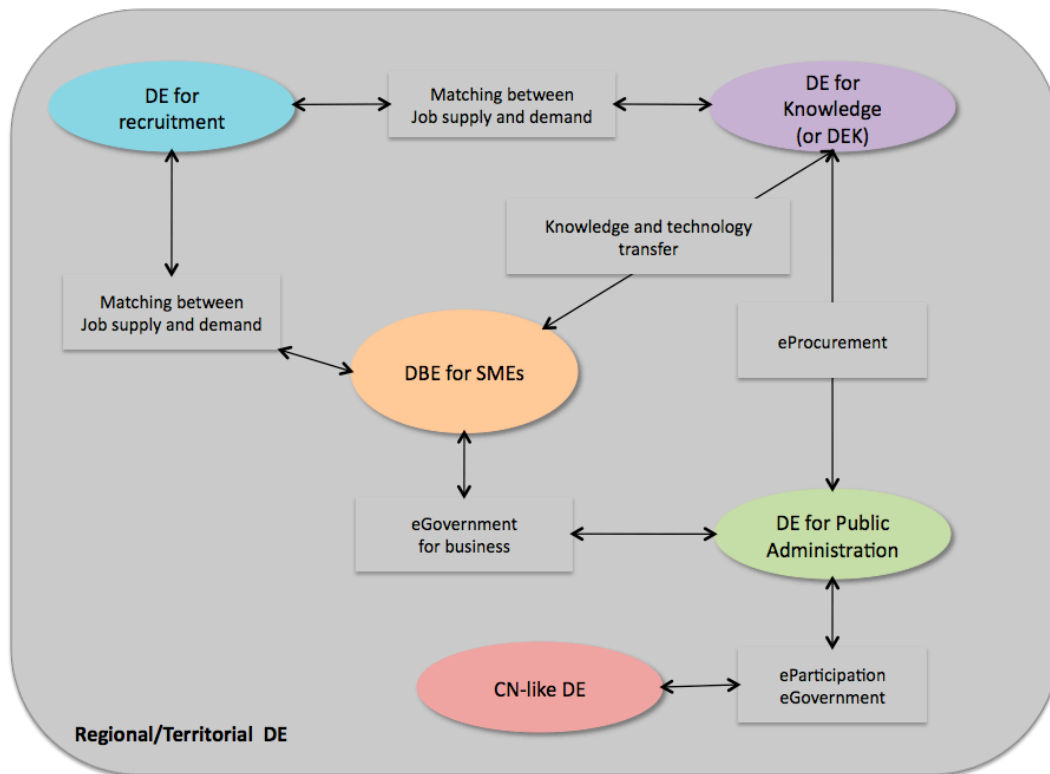 DE for
recruitment
Matching between
Job supply and demand
DE for
Knowledge
(or DEK)
Knowledge and technology
transfer
Matching between
Job supply and demand
eProcurement
DBE for SMEs
eGovernment
for business
DE for Public
Administration
CN-like DE
eParticipation
eGovernment
Regional/Territorial DE